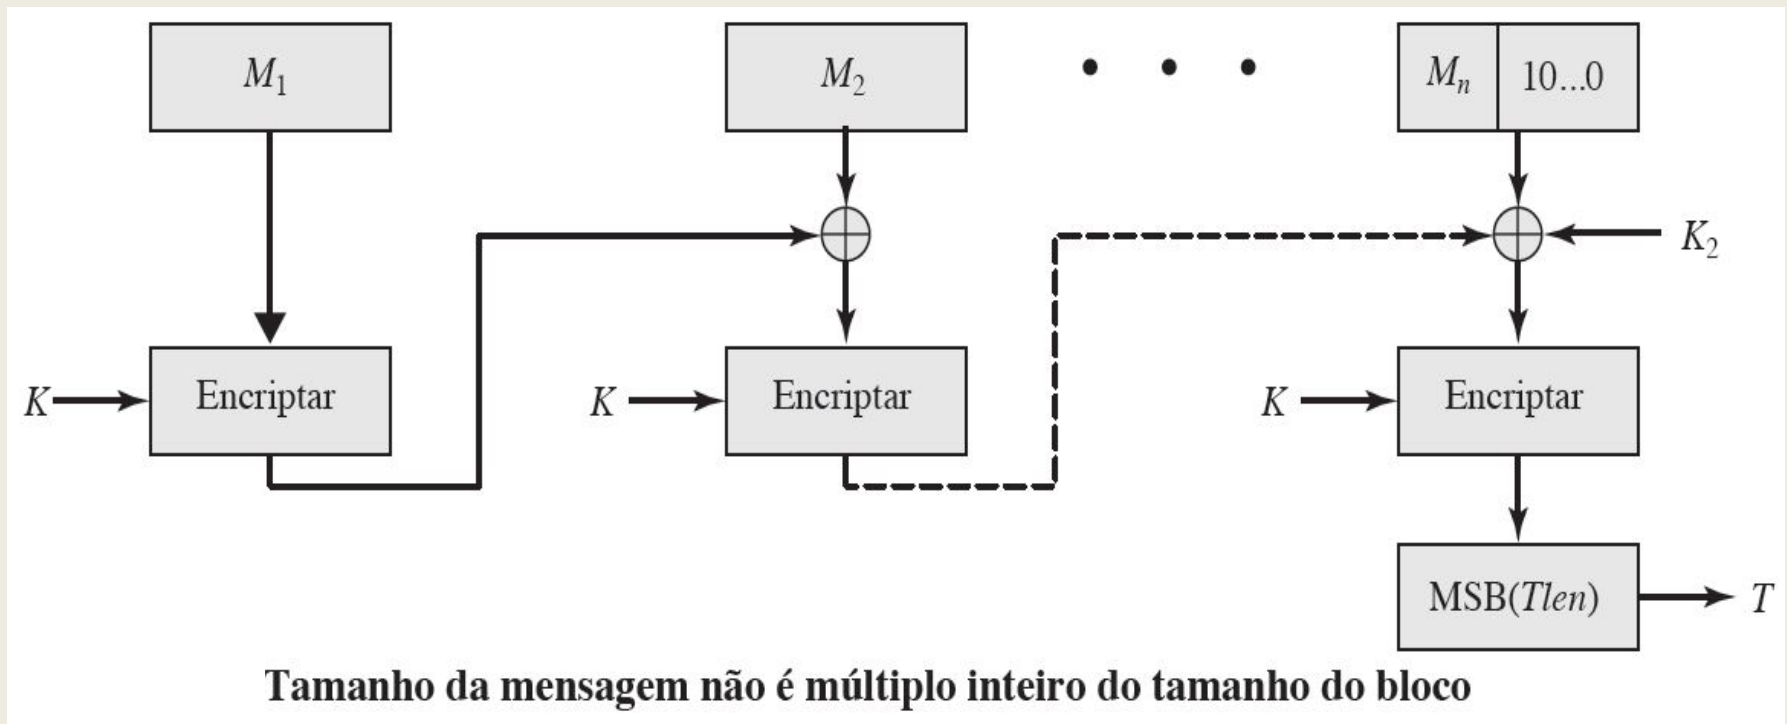 M₁
M₂
• • •
Mₙ
10...0
K₂
K
Encriptar
K
Encriptar
K
Encriptar
MSB(Tlen)
T
Tamanho da mensagem não é múltiplo inteiro do tamanho do bloco